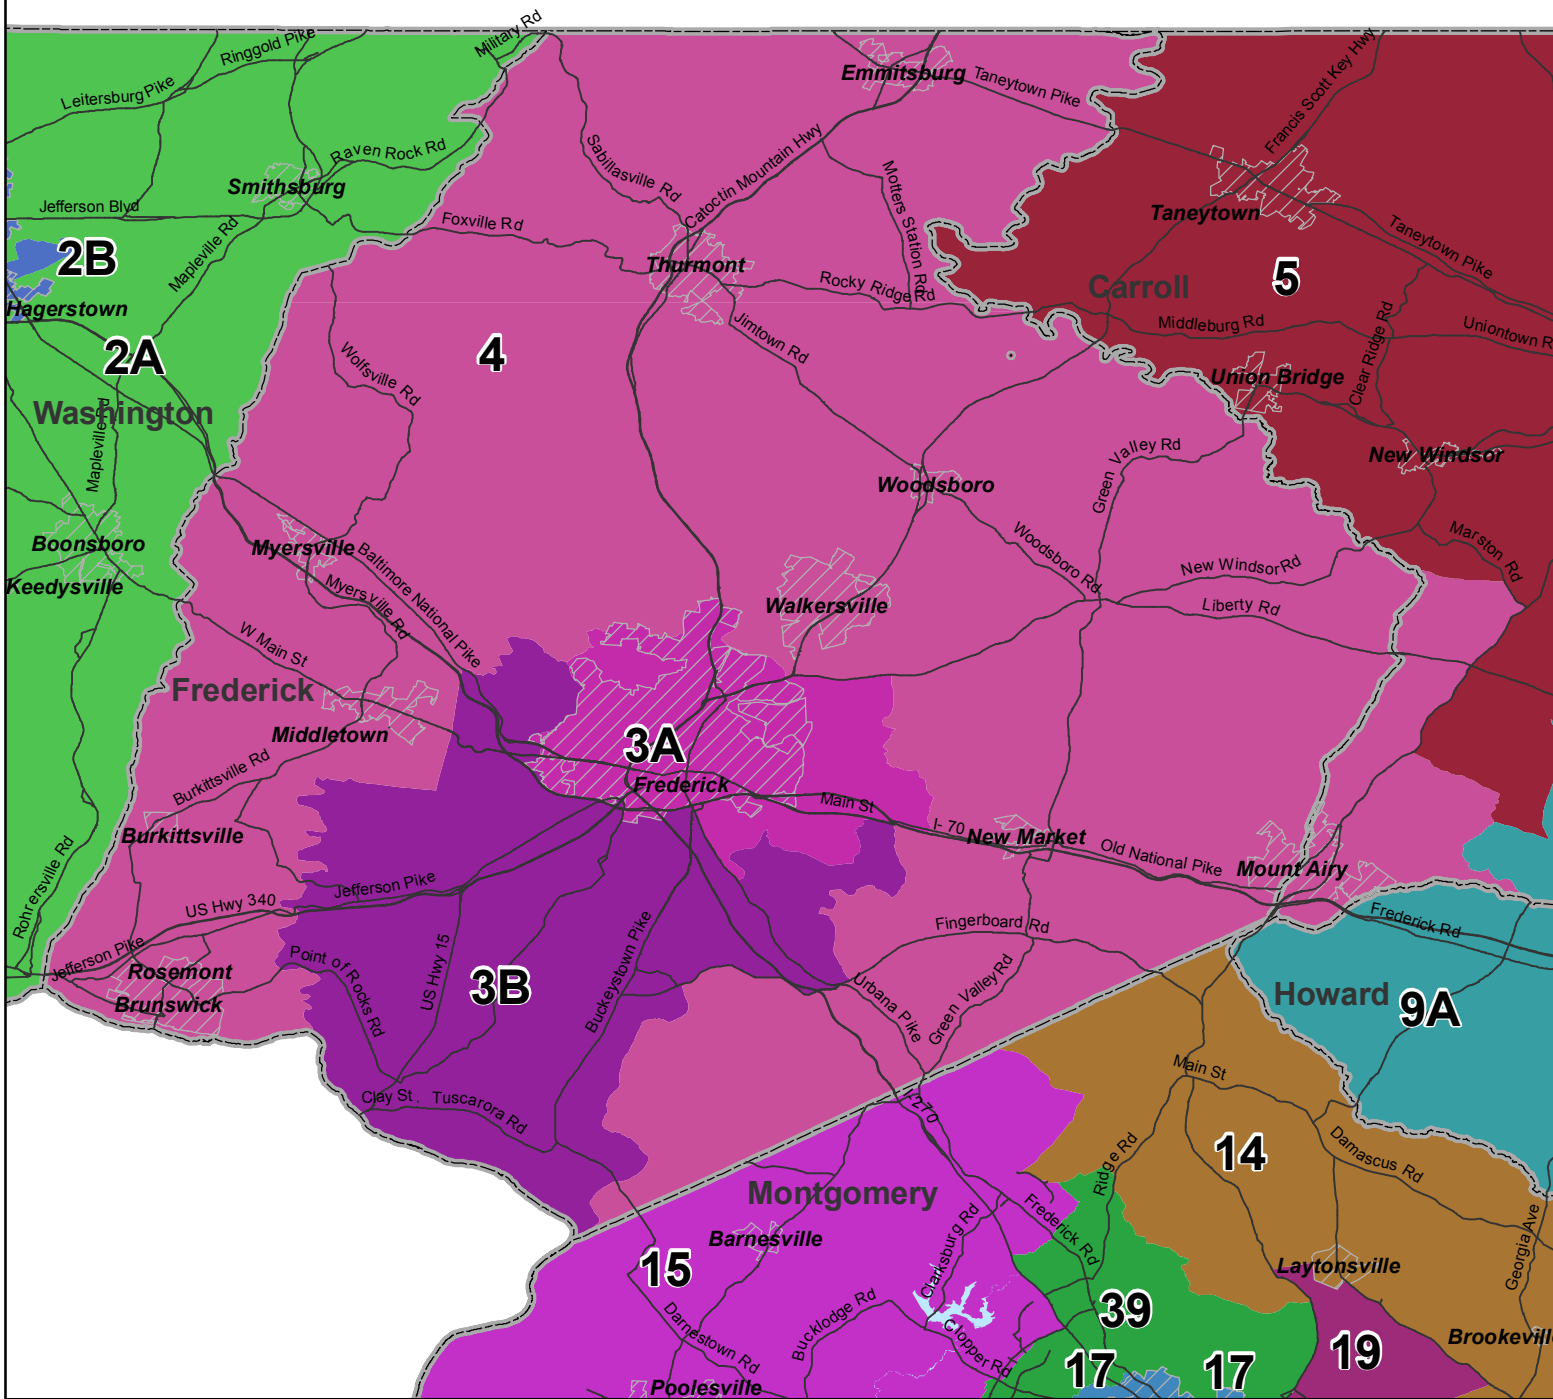 Military Rd
Ringgold Pike
Emmitsburg
Taneytown Pike
Francis Scott Key Hwy
Leitersburg Pike
Raven Rock Rd
Sabillasville Rd
Catoctin Mountain Hwy
Motters Station Rd
Smithsburg
Jefferson Blvd
Foxville Rd
Taneytown
Taneytown Pike
2B
Mapleville Rd
Thurmont
Rocky Ridge Rd
Carroll
5
Hagerstown
Jimtown Rd
Middleburg Rd
Uniontown R
2A
4
Wolfsville Rd
Clear Ridge Rd
Union Bridge
Washington
Mapleville Rd
Green Valley Rd
New Windsor
Woodsboro
Boonsboro
Myersville
Baltimore National Pike
Woodsboro Rd
New Windsor Rd
Marston Rd
Keedysville
Myersville Rd
Walkersville
Liberty Rd
W Main St
Frederick
Middletown
3A
Frederick
Burkittsville Rd
Main St
I- 70
New Market
Old National Pike
Mount Airy
Burkittsville
Rohrersville Rd
Jefferson Pike
US Hwy 340
Fingerboard Rd
Frederick Rd
Jefferson Pike
Rosemont
Brunswick
Point of Rocks Rd
US Hwy 15
3B
Buckeystown Pike
Urbana Pike
Green Valley Rd
Howard
9A
Main St
Clay St
Tuscarora Rd
I-270
14
Damascus Rd
Ridge Rd
Montgomery
Barnesville
Clarksburg Rd
Frederick Rd
Georgia Ave
15
Laytonsville
39
Darnestown Rd
Bucklodge Rd
Clopper Rd
19
Brookevill
17
17
Poolesville